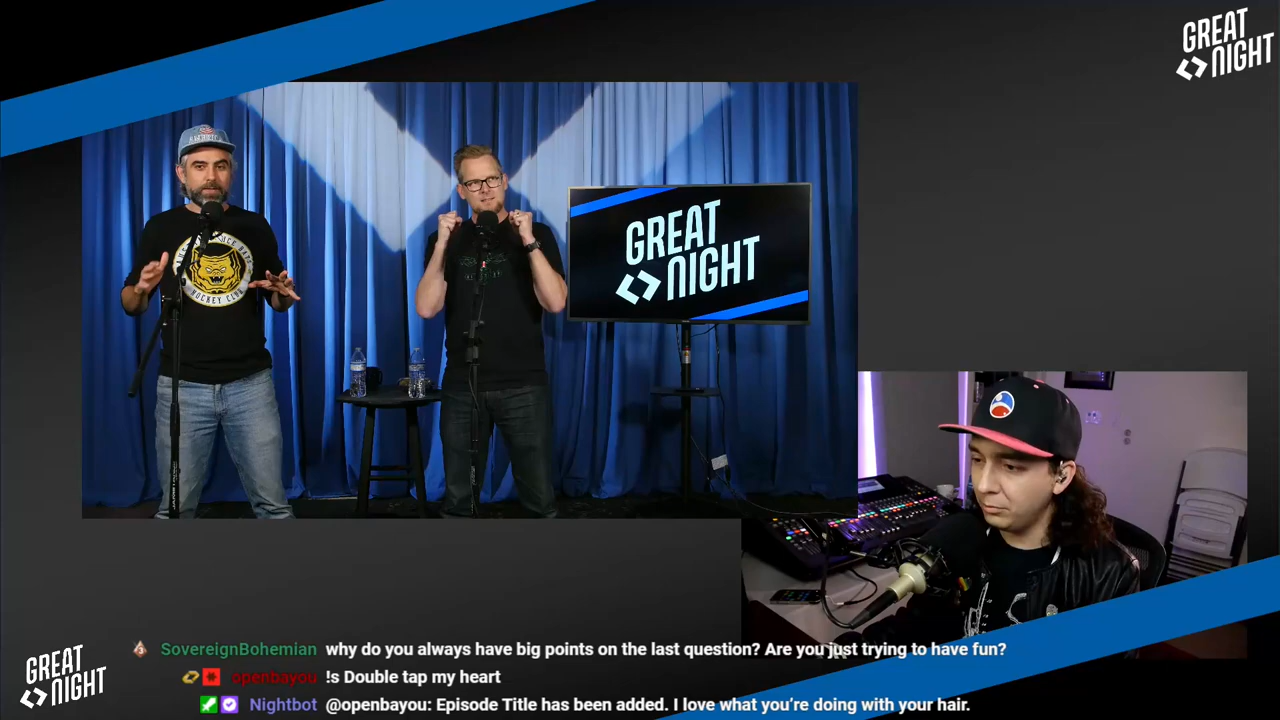 GREAT
NIGHT
GREAT
NIGHT
HOCKEY CLUB
SovereignBohemian why do you always have big points on the last question? Are you just trying to have fun?
openbayou !s Double tap my heart
Nightbot @openbayou: Episode Title has been added. I love what you're doing with your hair.
GREAT
NIGHT